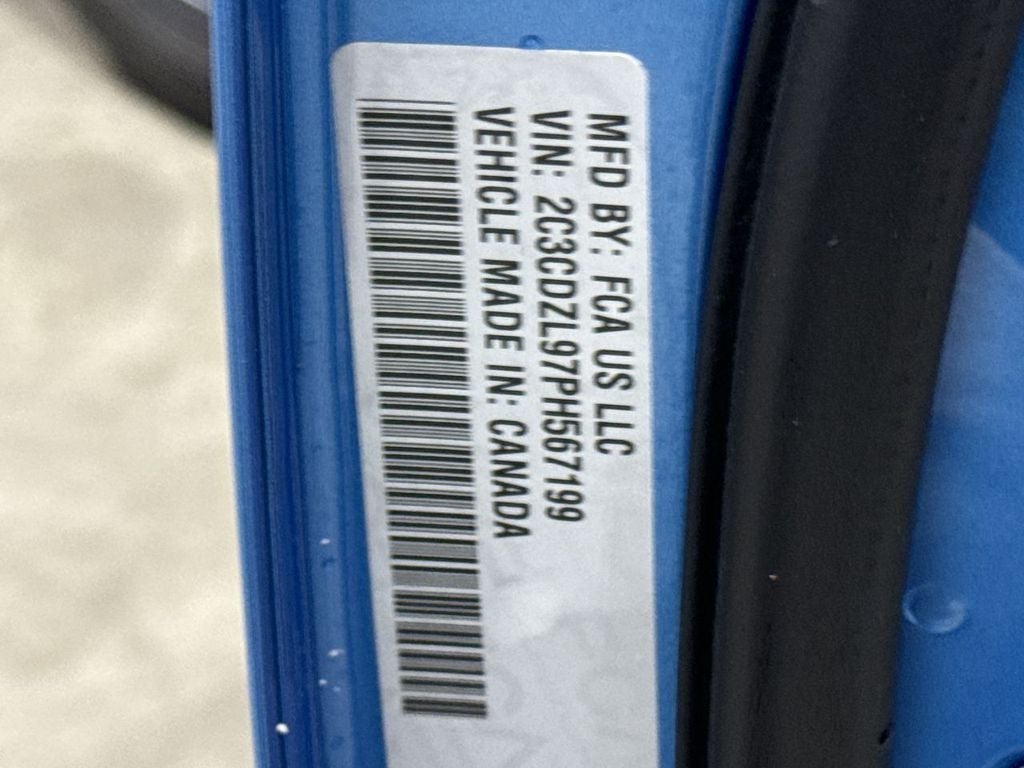 MFD BY: FCA US LLC
VIN: 2C3CDZL97PH567199
VEHICLE MADE IN: CANADA